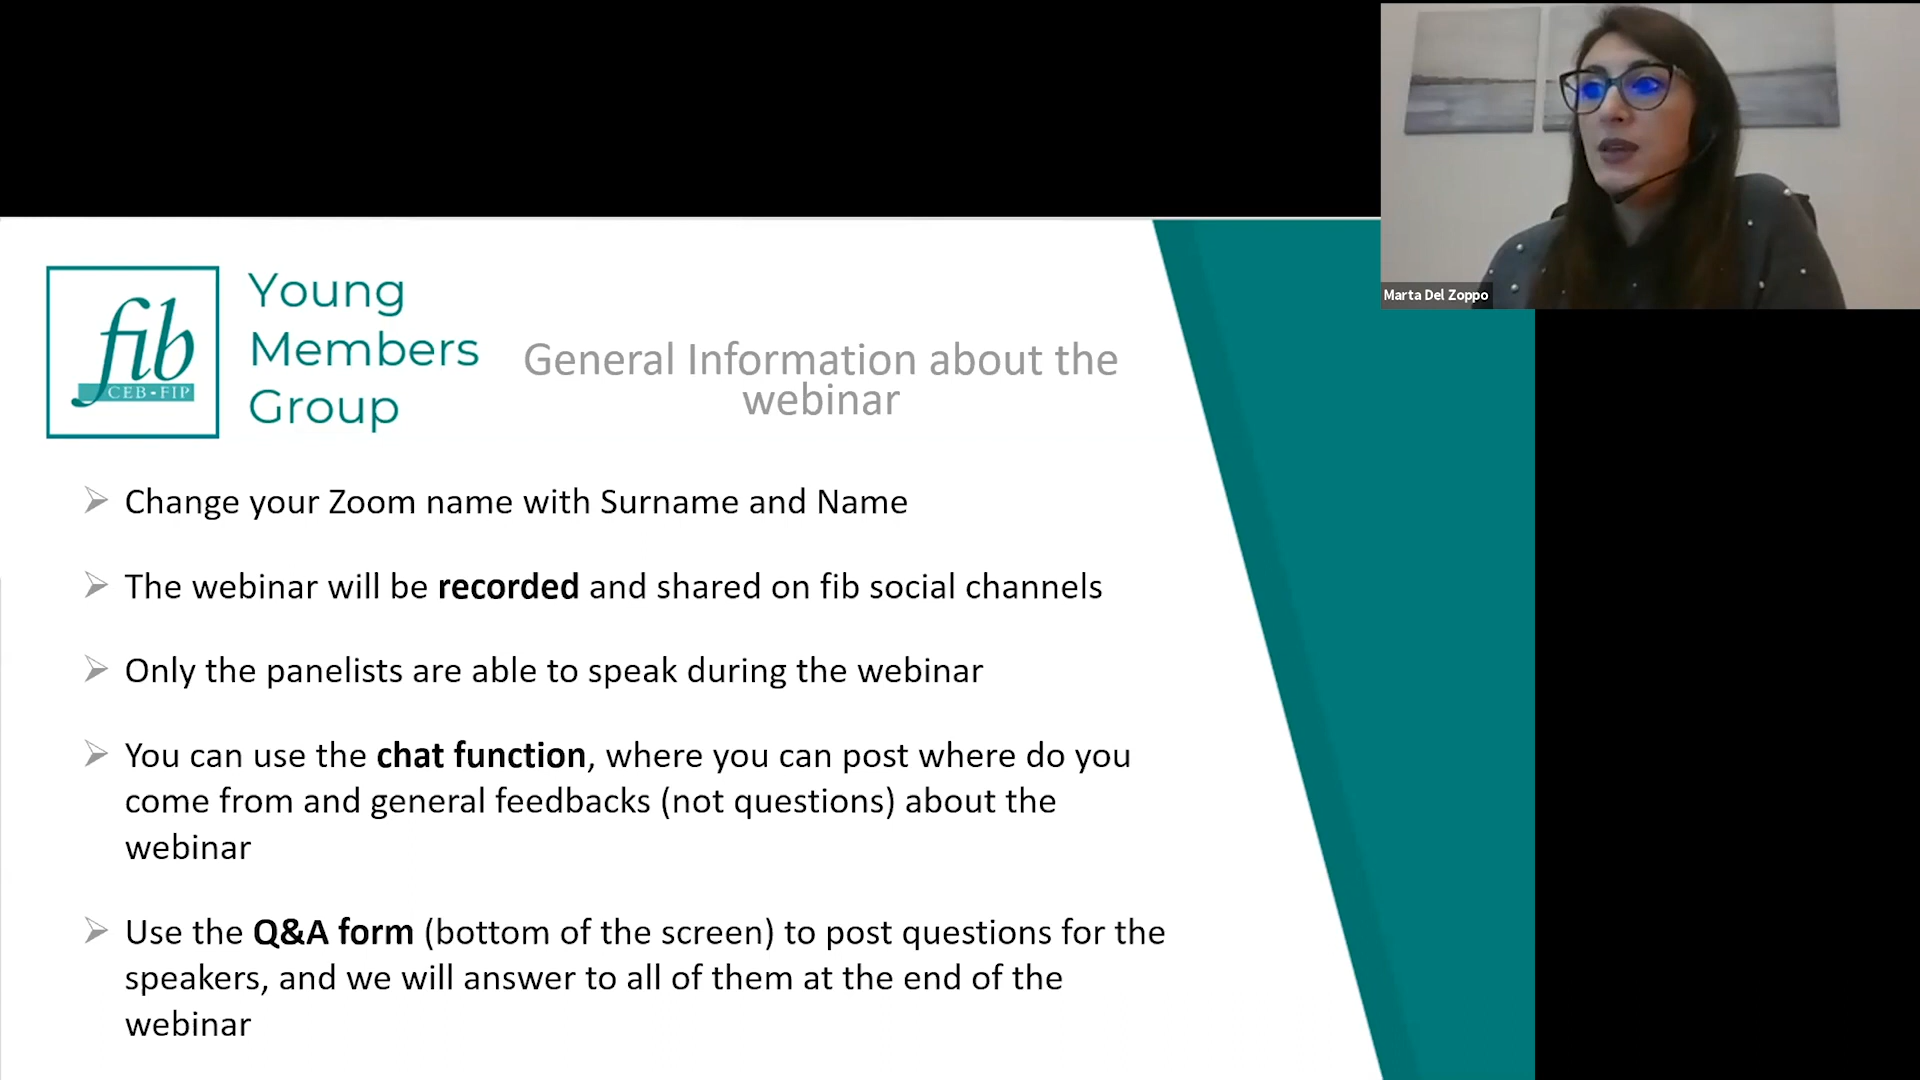 Marta Del Zoppo
fib
CEB-FIP
Young
Members
Group
General Information about the
webinar
Change your Zoom name with Surname and Name
The webinar will be recorded and shared on fib social channels
Only the panelists are able to speak during the webinar
You can use the chat function, where you can post where do you
come from and general feedbacks (not questions) about the
webinar
Use the Q&A form (bottom of the screen) to post questions for the
speakers, and we will answer to all of them at the end of the
webinar